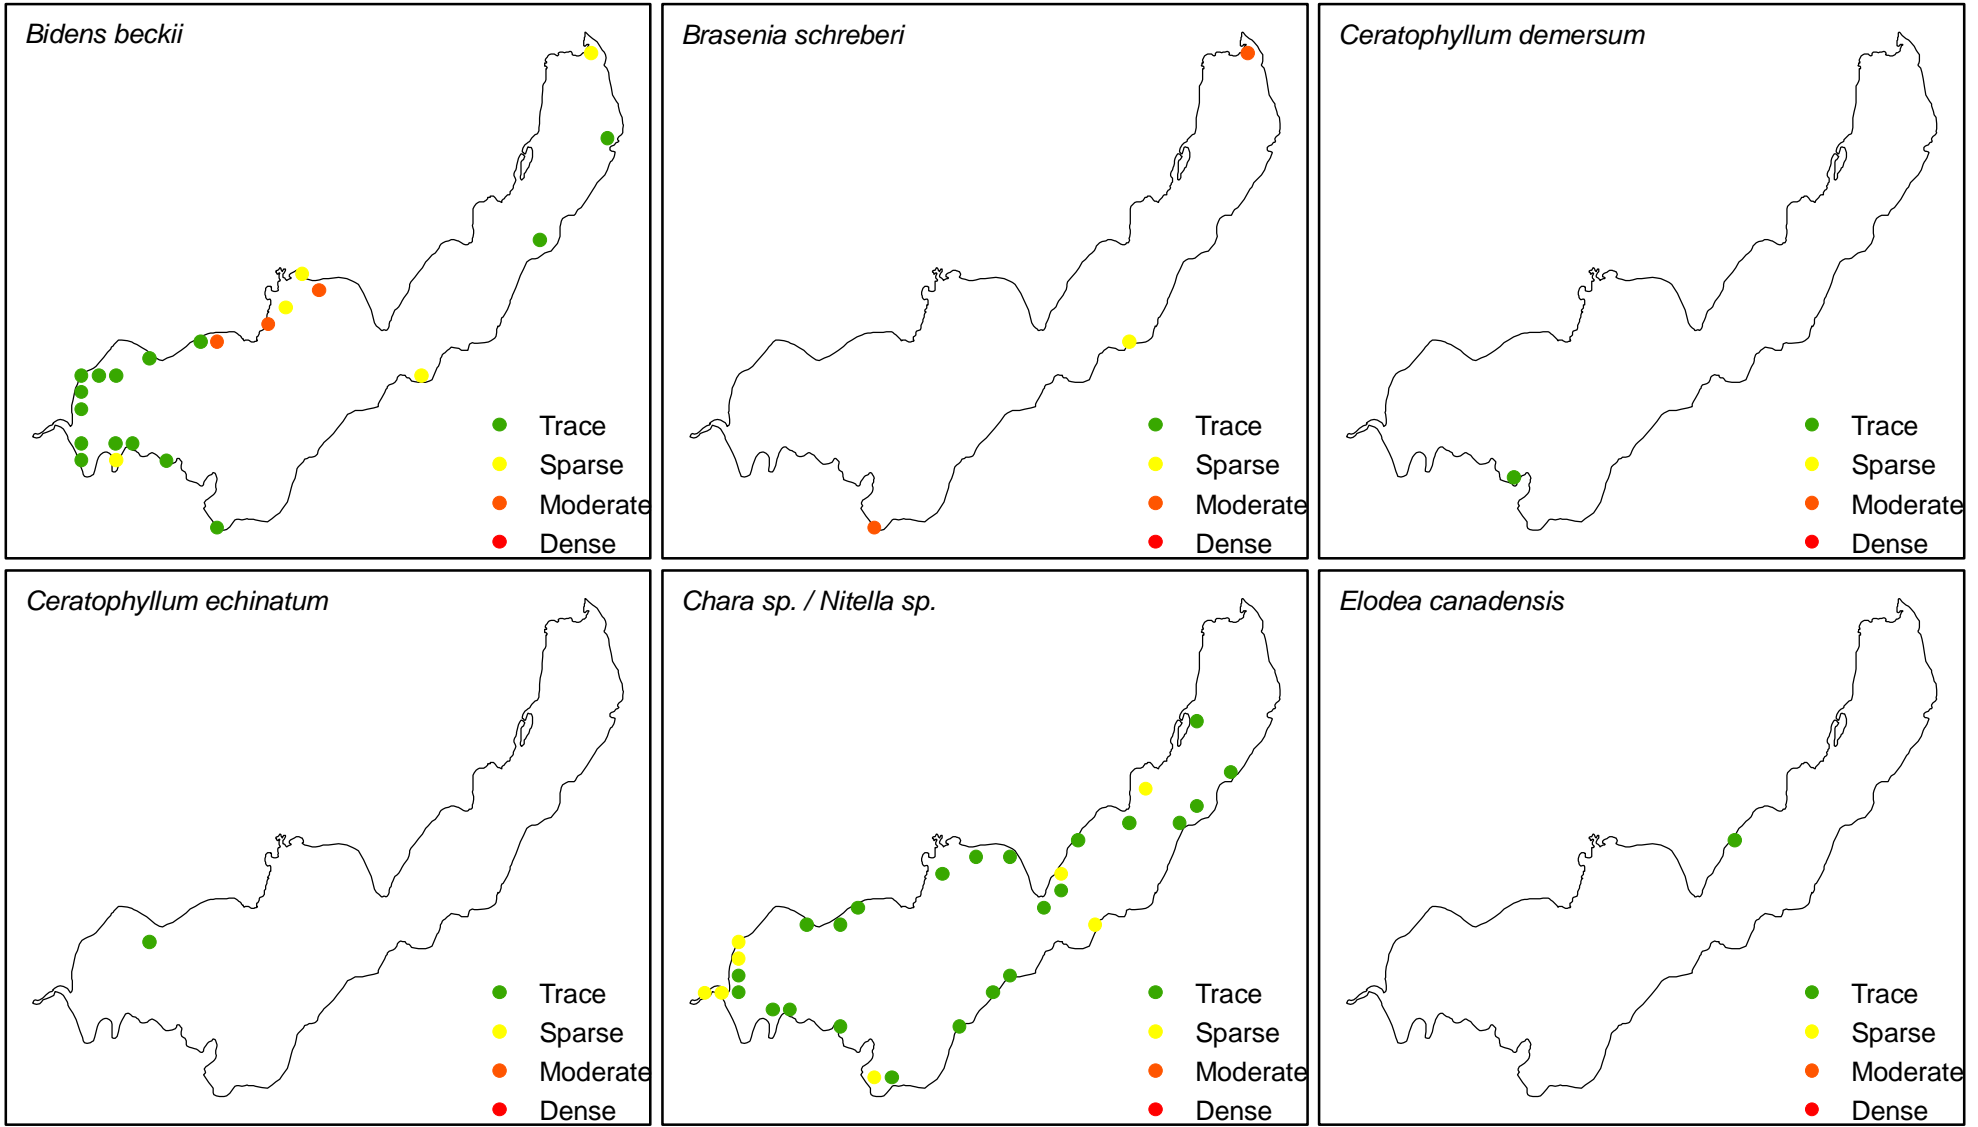 Bidens beckii
Trace
Sparse
Moderate
Dense
Brasenia schreberi
Trace
Sparse
Moderate
Dense
Ceratophyllum demersum
Trace
Sparse
Moderate
Dense
Ceratophyllum echinatum
Trace
Sparse
Moderate
Dense
Chara sp. / Nitella sp.
Trace
Sparse
Moderate
Dense
Elodea canadensis
Trace
Sparse
Moderate
Dense